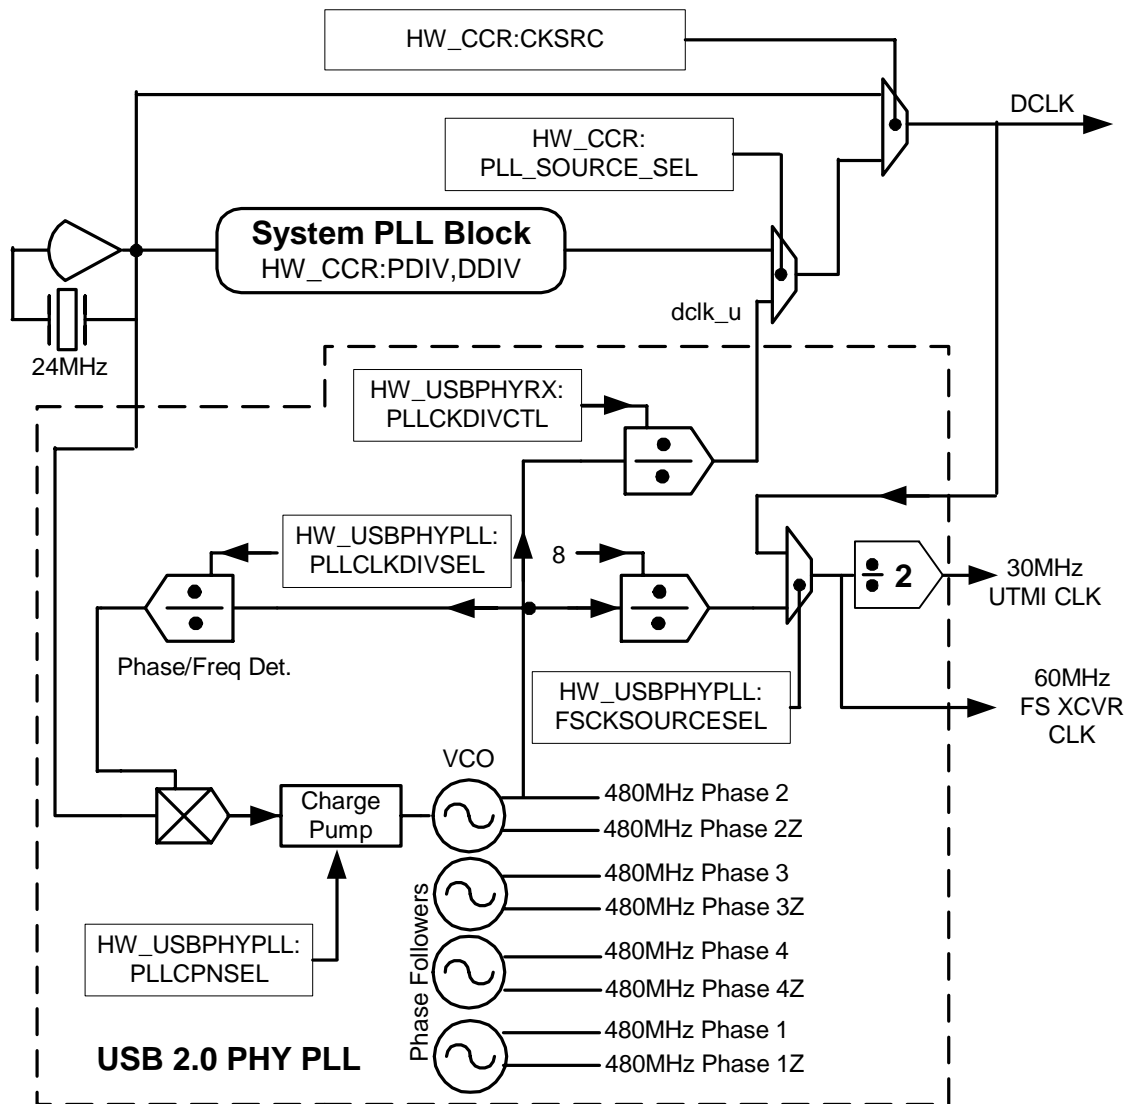 HW_CCR:CKSRC
DCLK
HW_CCR:
PLL_SOURCE_SEL
System PLL Block
HW_CCR:PDIV,DDIV
dclk_u
24MHz
HW_USBPHYRX:
PLLCKDIVCTL
HW_USBPHYPLL:
PLLCLKDIVSEL
8
2
30MHz
UTMI CLK
Phase/Freq Det.
HW_USBPHYPLL:
FSCKSOURCESEL
60MHz
FS XCVR
CLK
VCO
Charge
Pump
480MHz Phase 2
480MHz Phase 2Z
480MHz Phase 3
480MHz Phase 3Z
Phase Followers
HW_USBPHYPLL:
PLLCPNSEL
480MHz Phase 4
480MHz Phase 4Z
480MHz Phase 1
480MHz Phase 1Z
USB 2.0 PHY PLL